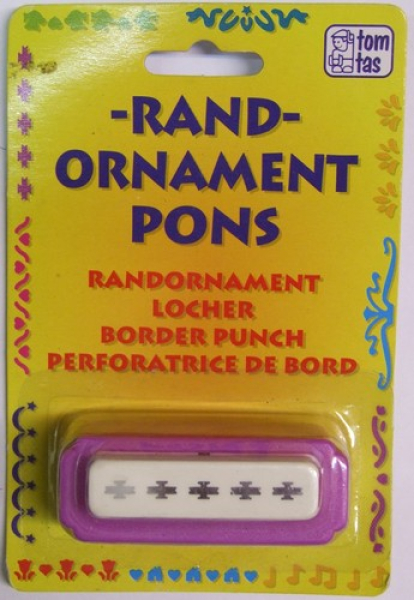 tom
tas
-RAND-
ORNAMENT
PONS
RANDORNAMENT
LOCHER
BORDER PUNCH
PERFORATRICE DE BORD